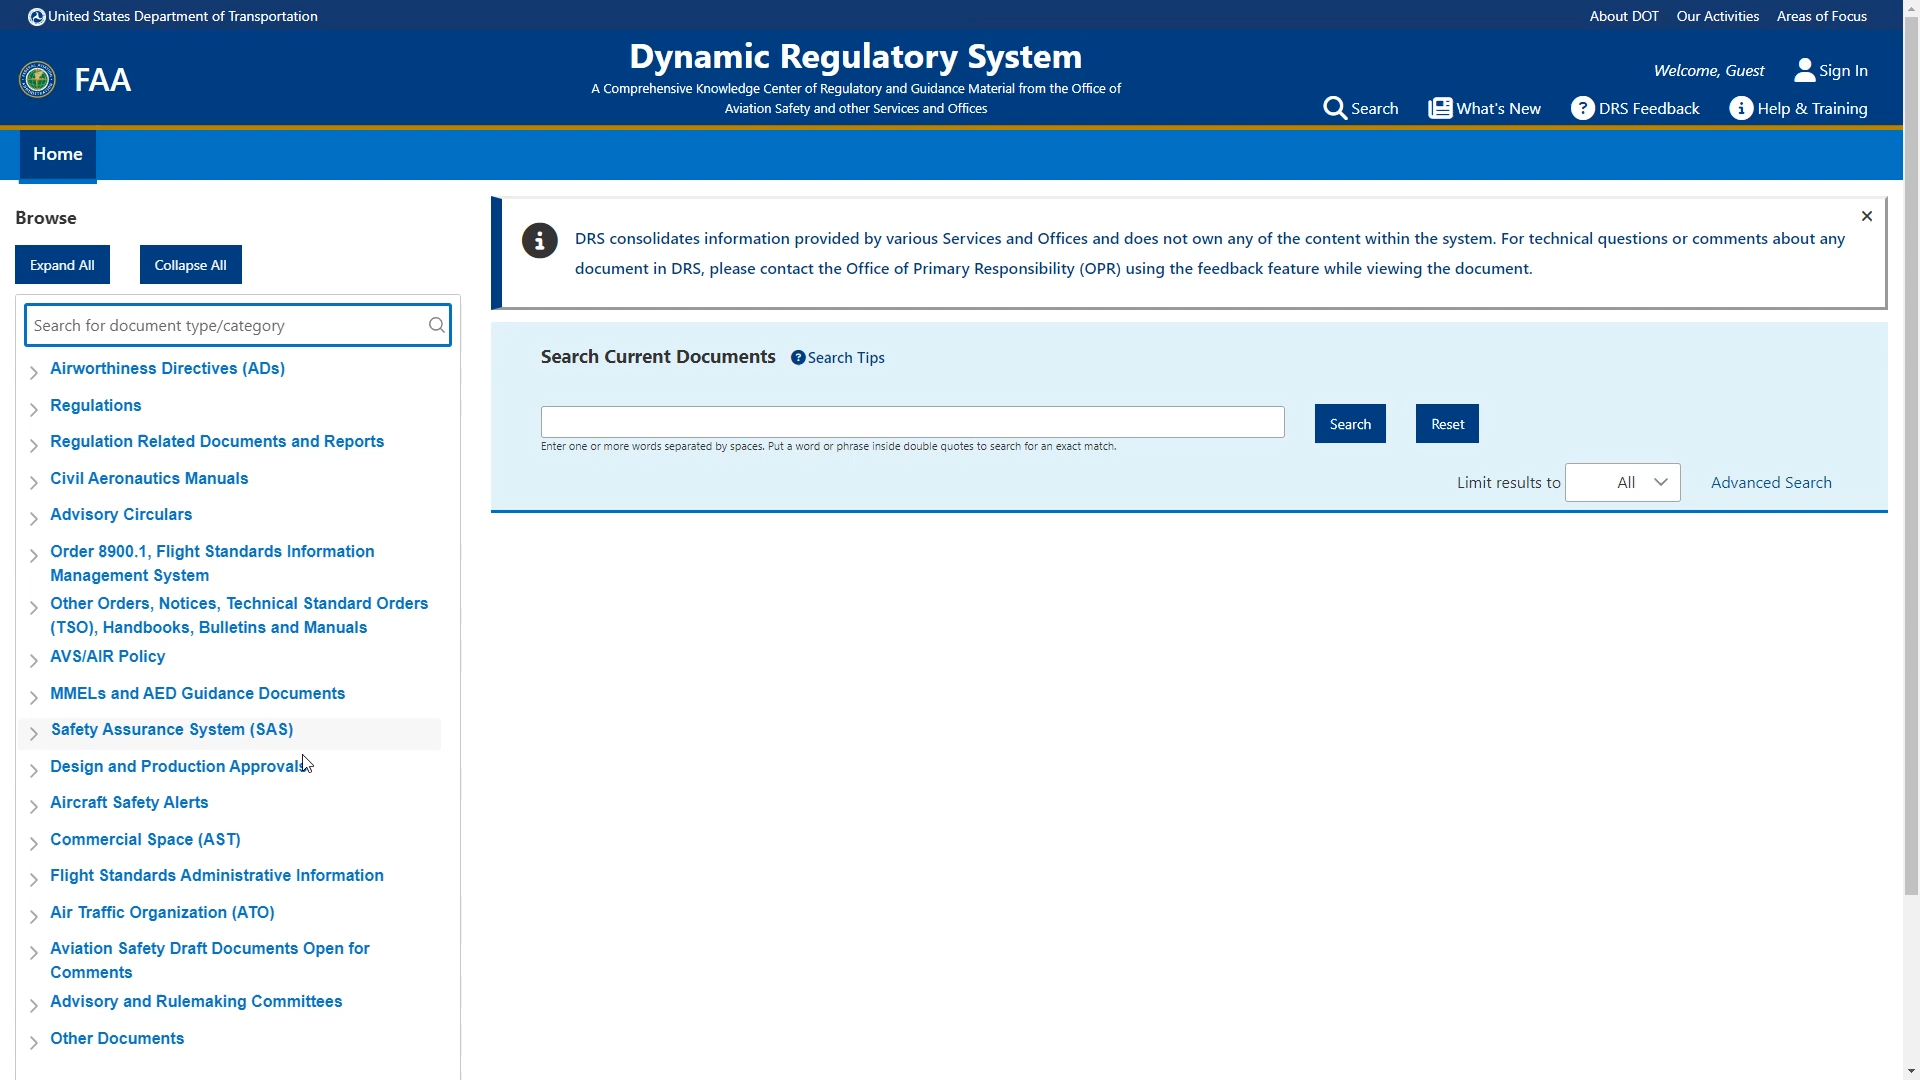 United States Department of Transportation
About DOT Our Activities Areas of Focus
FAA
Dynamic Regulatory System
A Comprehensive Knowledge Center of Regulatory and Guidance Material from the Office of
Aviation Safety and other Services and Offices
Welcome, Guest Sign In
Search What's New DRS Feedback Help & Training
Home
Browse
Expand All Collapse All
Search for document type/category
Airworthiness Directives (ADs)
Regulations
Regulation Related Documents and Reports
Civil Aeronautics Manuals
Advisory Circulars
Order 8900.1, Flight Standards Information
Management System
Other Orders, Notices, Technical Standard Orders
(TSO), Handbooks, Bulletins and Manuals
AVS/AIR Policy
MMELs and AED Guidance Documents
Safety Assurance System (SAS)
Design and Production Approvals
Aircraft Safety Alerts
Commercial Space (AST)
Flight Standards Administrative Information
Air Traffic Organization (ATO)
Aviation Safety Draft Documents Open for
Comments
Advisory and Rulemaking Committees
Other Documents
DRS consolidates information provided by various Services and Offices and does not own any of the content within the system. For technical questions or comments about any
document in DRS, please contact the Office of Primary Responsibility (OPR) using the feedback feature while viewing the document.
Search Current Documents Search Tips
Search Reset
Enter one or more words separated by spaces. Put a word or phrase inside double quotes to search for an exact match.
Limit results to All Advanced Search